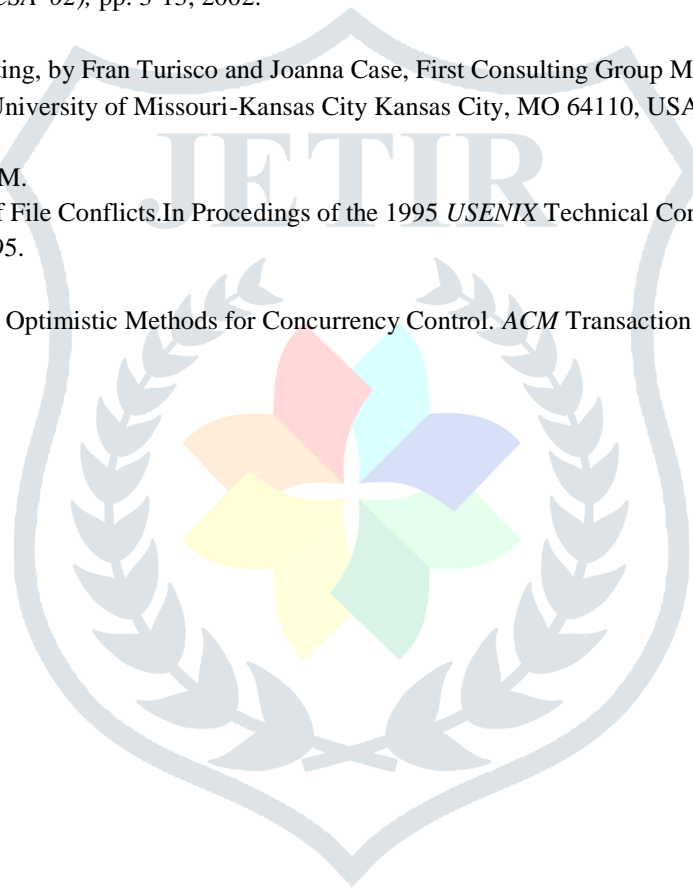 CSA '02), pp. 3-13, 2002.
ting, by Fran Turisco and Joanna Case, First Consulting Group M
University of Missouri-Kansas City Kansas City, MO 64110, USA
M.
f File Conflicts.In Procedings of the 1995 USENIX Technical Con
95.
Optimistic Methods for Concurrency Control. ACM Transaction
JETIR